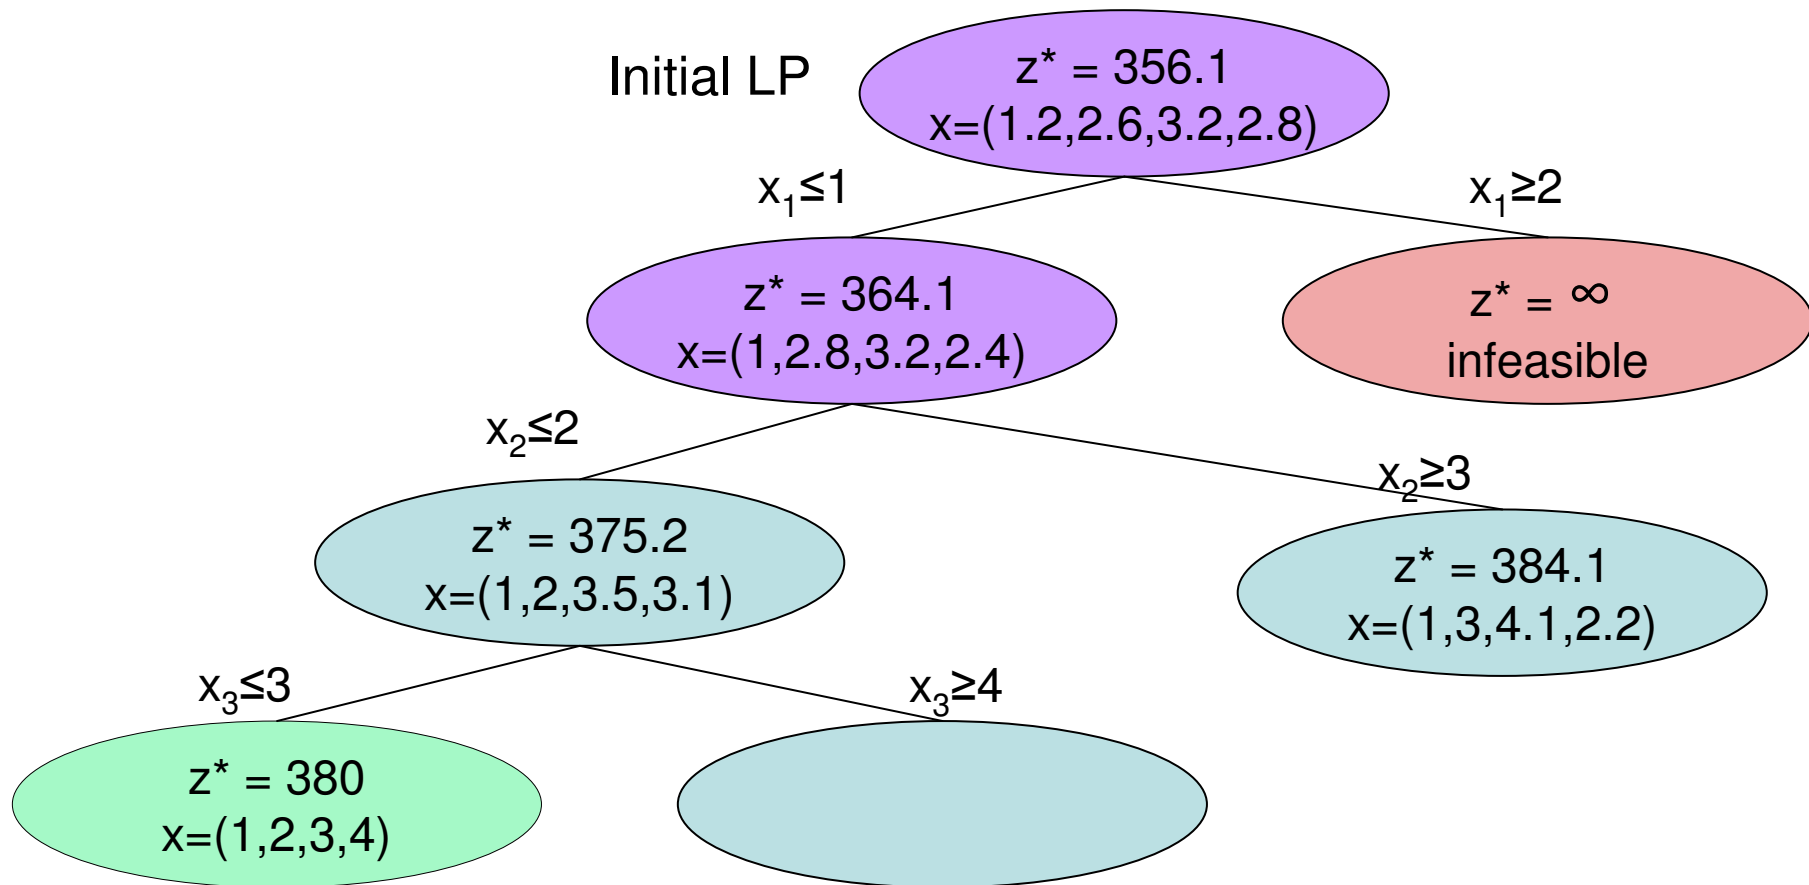 Initial LP
z* = 356.1
x=(1.2,2.6,3.2,2.8)
x₁≤1
x₁≥2
z* = 364.1
x=(1,2.8,3.2,2.4)
z* = ∞
infeasible
x₂≤2
x₂≥3
z* = 375.2
x=(1,2,3.5,3.1)
z* = 384.1
x=(1,3,4.1,2.2)
x₃≤3
x₃≥4
z* = 380
x=(1,2,3,4)